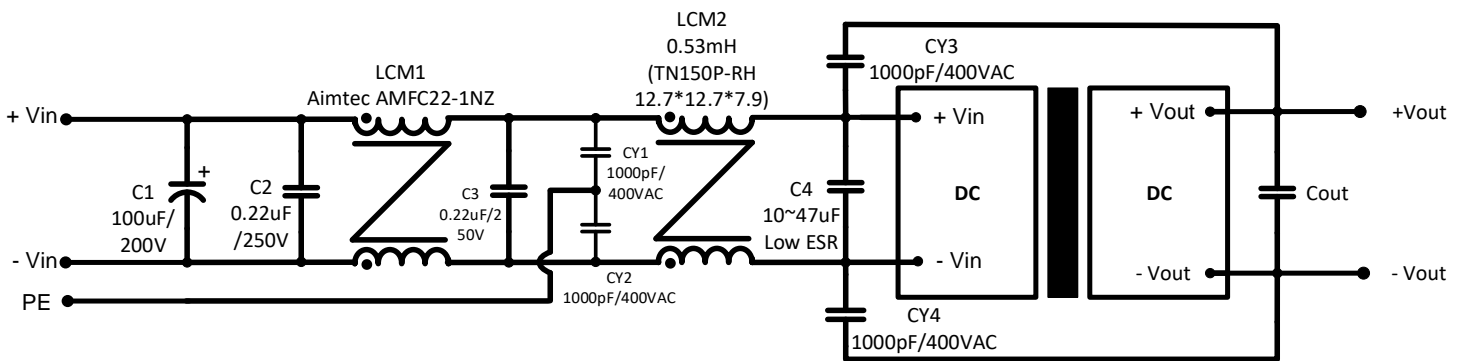 LCM2
0.53mH
(TN150P-RH
12.7*12.7*7.9)
LCM1
Aimtec AMFC22-1NZ
CY3
1000pF/400VAC
+ Vin
+ Vin
+ Vout
+Vout
C1
100uF/
200V
+
C2
0.22uF
/250V
C3
0.22uF/2
50V
CY1
1000pF/
400VAC
C4
10~47uF
Low ESR
DC
DC
Cout
- Vin
- Vin
- Vout
- Vout
CY2
1000pF/400VAC
PE
CY4
1000pF/400VAC